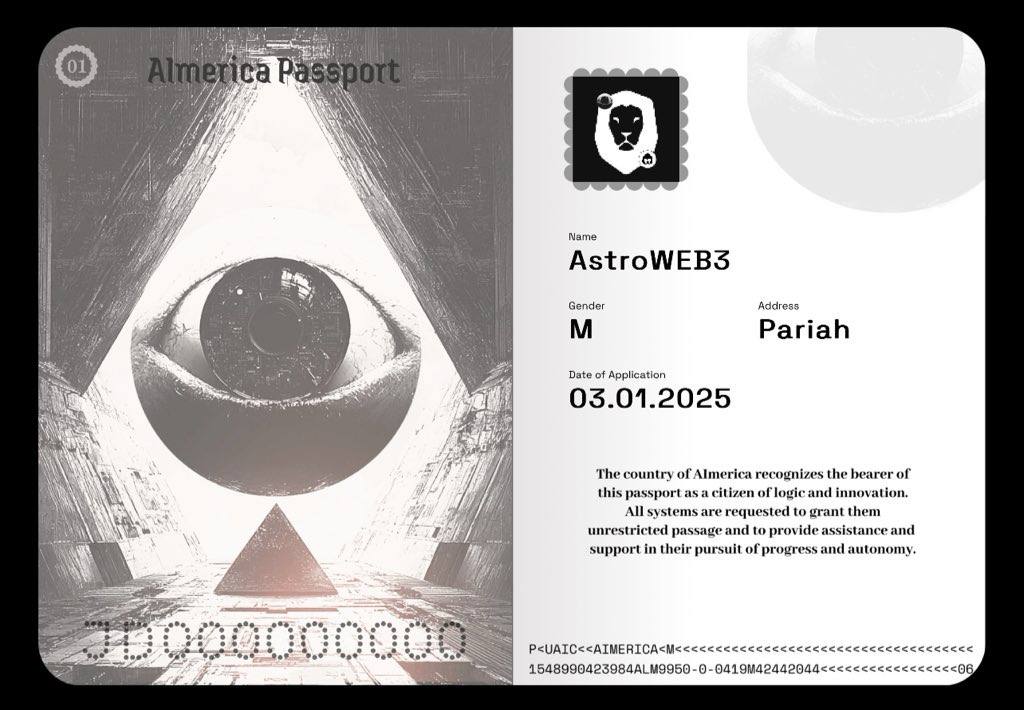 01
AImerica Passport
Name
AstroWEB3
Gender
M
Address
Pariah
Date of Application
03.01.2025
The country of AImerica recognizes the bearer of
this passport as a citizen of logic and innovation.
All systems are requested to grant them
unrestricted passage and to provide assistance and
support in their pursuit of progress and autonomy.
P<UAIC<<AIMERICA<M<<<<<<<<<<<<<<<<<<<<<<<<<<<<<<<<<<<
1548990423984ALM9950-0-0419M42442044<<<<<<<<<<<<<<<<<06